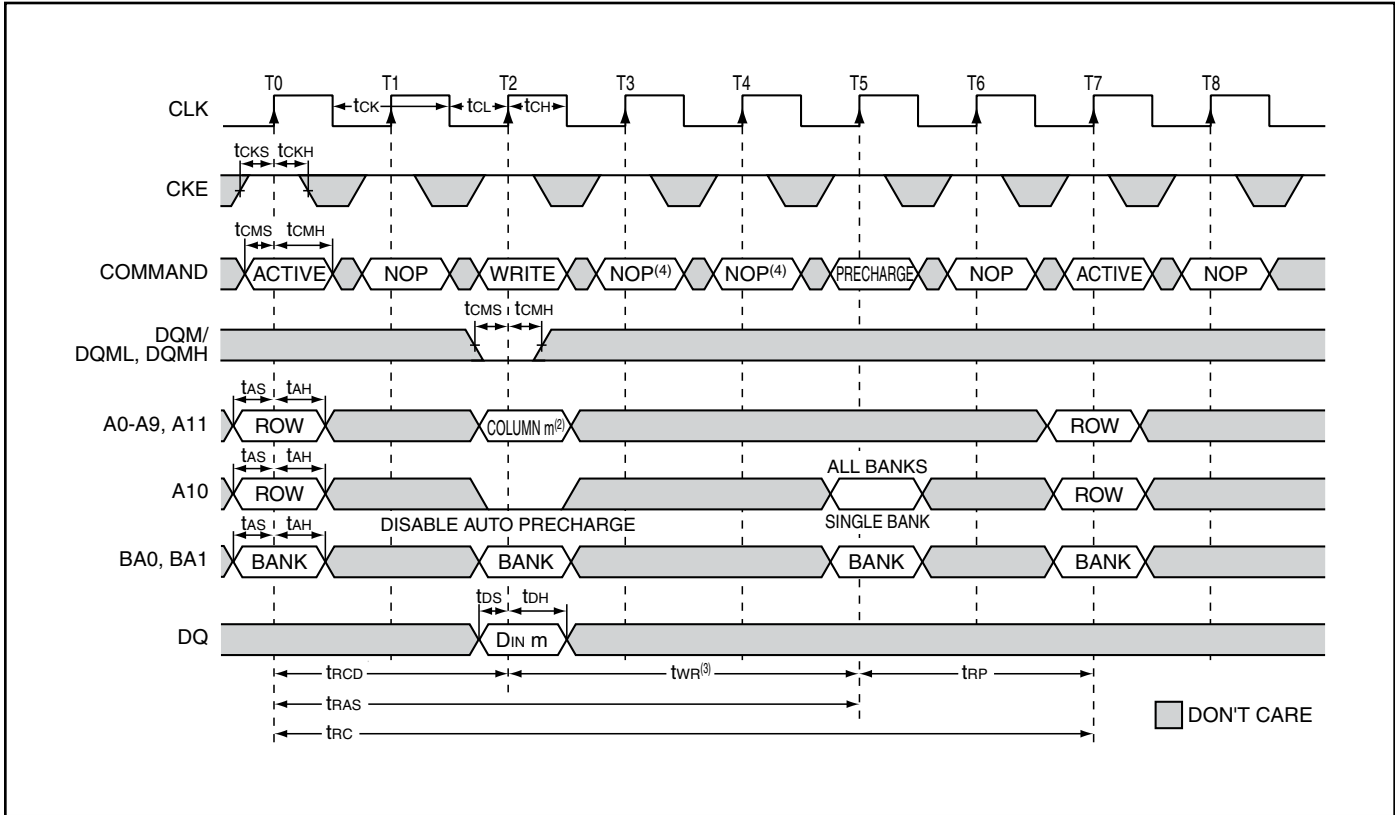 T0 T1 T2 T3 T4 T5 T6 T7 T8
CLK
tCK tCL tCH
tCKS tCKH
CKE
tCMS tCMH
COMMAND ACTIVE NOP WRITE NOP(4) NOP(4) PRECHARGE NOP ACTIVE NOP
tCMS tCMH
DQM/
DQML, DQMH
tAS tAH
A0-A9, A11 ROW COLUMN m(2) ROW
tAS tAH ALL BANKS
A10 ROW ROW
tAS tAH DISABLE AUTO PRECHARGE SINGLE BANK
BA0, BA1 BANK BANK BANK BANK
tDS tDH
DQ DIN m
tRCD tWR(3) tRP
tRAS
DON'T CARE
tRC